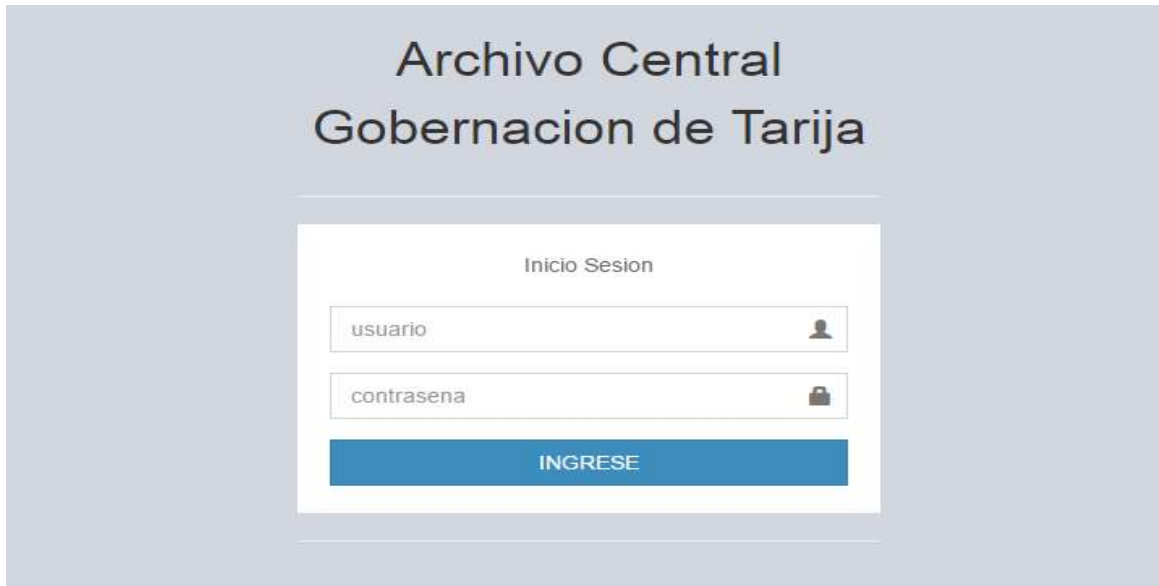 Archivo Central
Gobernacion de Tarija
Inicio Sesion
usuario
contrasena
INGRESE